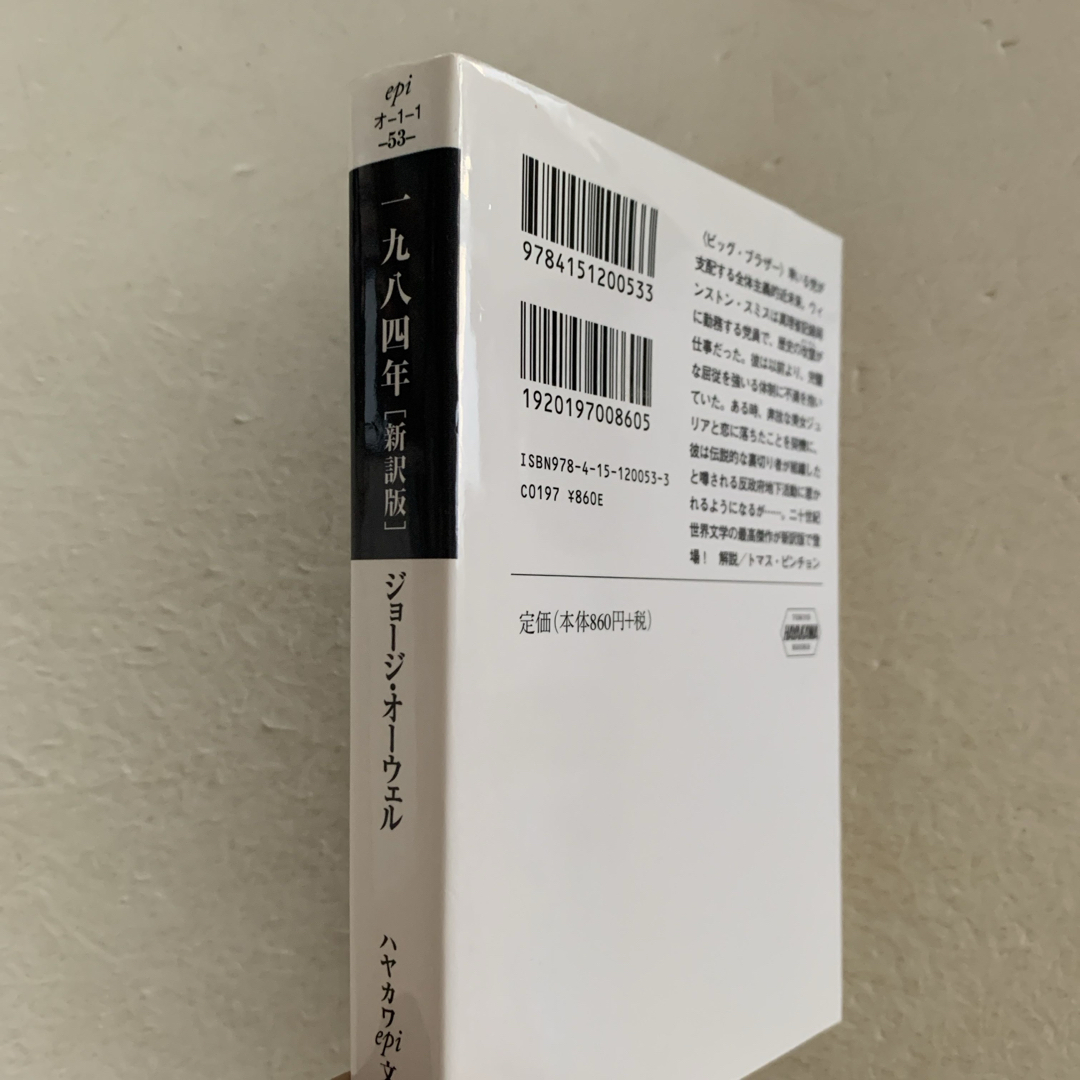 epi
オ-1-1
-53-
一九八四年[新訳版]
ジョージ・オーウェル
ハヤカワepi文
9784151200533
1920197008605
ISBN978-4-15-120053-3
C0197 ¥860E
〈ビッグ・ブラザー〉率いる党が
支配する全体主義的近未来。ウィ
ンストン・スミスは真理省記録局
に勤務する党員で、歴史の改竄が
仕事だった。彼は以前より、完璧
な屈従を強いる体制に不満を抱い
ていた。ある時、奔放な美女ジュ
リアと恋に落ちたことを契機に、
彼は伝説的な裏切り者が組織した
と噂される反政府地下活動に惹か
れるようになるが……。二十世紀
世界文学の最高傑作が新訳版で登
場! 解説/トマス・ピンチョン
定価(本体860円+税)